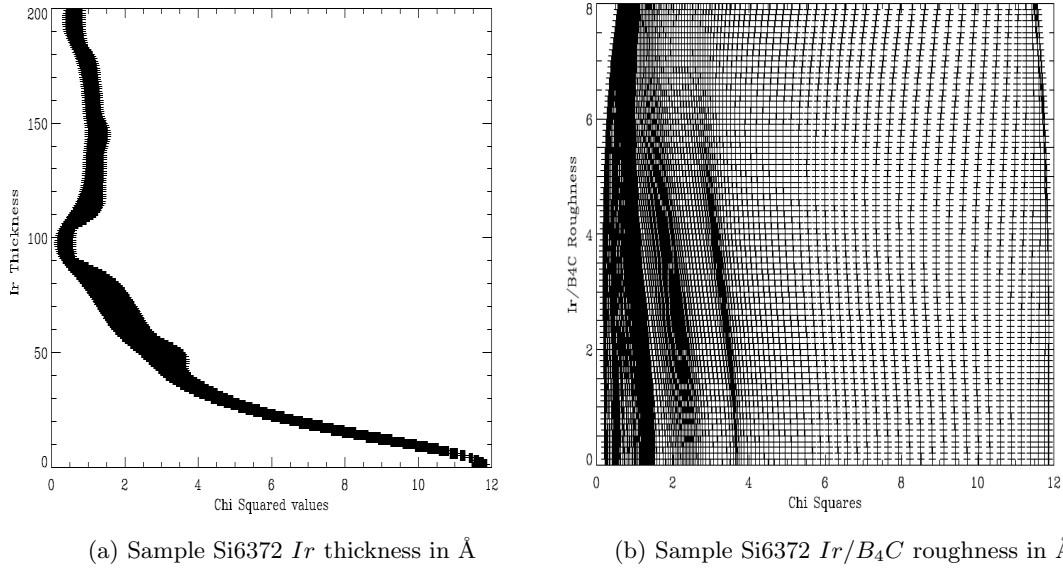 200
150
100
50
0
Ir Thickness
0 2 4 6 8 10 12
Chi Squared values
(a) Sample Si6372 Ir thickness in Å
8
6
4
2
0
Ir/B4C Roughness
0 2 4 6 8 10 12
Chi Squares
(b) Sample Si6372 Ir/B₄C roughness in Å